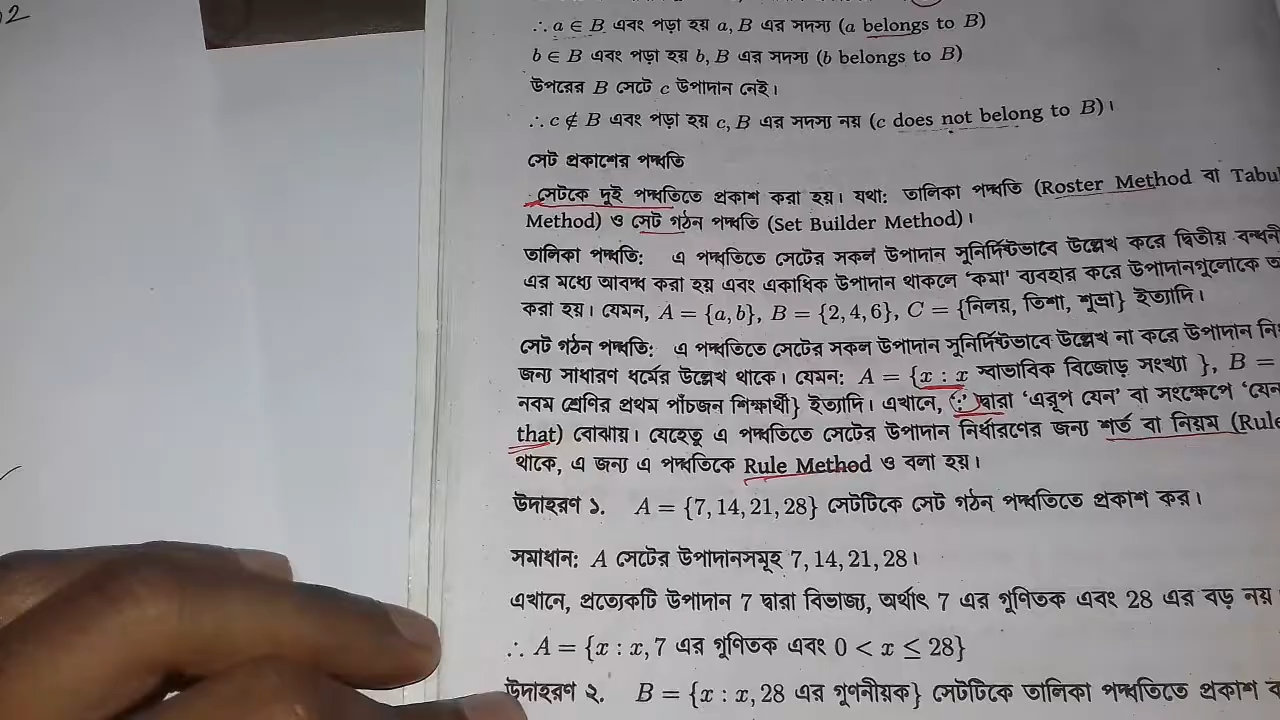 2
∴ a ∈ B এবং পড়া হয় a, B এর সদস্য (a belongs to B)
b ∈ B এবং পড়া হয় b, B এর সদস্য (b belongs to B)
উপরের B সেটে c উপাদান নেই।
∴ c ∉ B এবং পড়া হয় c, B এর সদস্য নয় (c does not belong to B)।
সেট প্রকাশের পদ্ধতি
সেটকে দুই পদ্ধতিতে প্রকাশ করা হয়। যথা: তালিকা পদ্ধতি (Roster Method বা Tabul
Method) ও সেট গঠন পদ্ধতি (Set Builder Method)।
তালিকা পদ্ধতি: এ পদ্ধতিতে সেটের সকল উপাদান সুনির্দিষ্টভাবে উল্লেখ করে দ্বিতীয় বন্ধনী
এর মধ্যে আবদ্ধ করা হয় এবং একাধিক উপাদান থাকলে 'কমা' ব্যবহার করে উপাদানগুলোকে
করা হয়। যেমন, A = {a, b}, B = {2, 4, 6}, C = {নিলয়, তিশা, শুভ্রা} ইত্যাদি।
সেট গঠন পদ্ধতি: এ পদ্ধতিতে সেটের সকল উপাদান সুনির্দিষ্টভাবে উল্লেখ না করে উপাদান নি
জন্য সাধারণ ধর্মের উল্লেখ থাকে। যেমন: A = {x : x স্বাভাবিক বিজোড় সংখ্যা }, B =
নবম শ্রেণির প্রথম পাঁচজন শিক্ষার্থী} ইত্যাদি। এখানে, ':' দ্বারা 'এরূপ যেন' বা সংক্ষেপে 'যেন
that) বোঝায়। যেহেতু এ পদ্ধতিতে সেটের উপাদান নির্ধারণের জন্য শর্ত বা নিয়ম (Rule
থাকে, এ জন্য এ পদ্ধতিকে Rule Method ও বলা হয়।
উদাহরণ ১. A = {7, 14, 21, 28} সেটটিকে সেট গঠন পদ্ধতিতে প্রকাশ কর।
সমাধান: A সেটের উপাদানসমূহ 7, 14, 21, 28।
এখানে, প্রত্যেকটি উপাদান 7 দ্বারা বিভাজ্য, অর্থাৎ 7 এর গুণিতক এবং 28 এর বড় নয়
∴ A = {x : x, 7 এর গুণিতক এবং 0 < x ≤ 28}
উদাহরণ ২. B = {x : x, 28 এর গুণনীয়ক} সেটটিকে তালিকা পদ্ধতিতে প্রকাশ ক